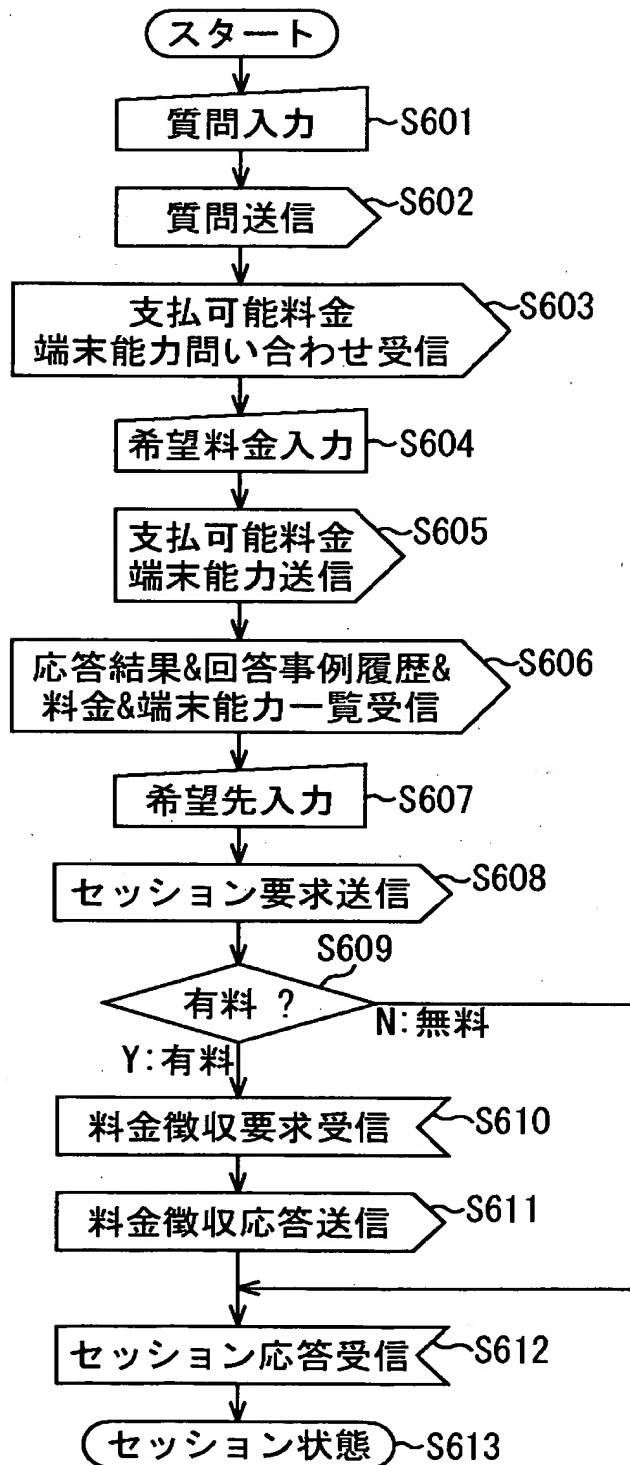 スタート
質問入力
S601
質問送信
S602
支払可能料金
端末能力問い合わせ受信
S603
希望料金入力
S604
支払可能料金
端末能力送信
S605
応答結果&回答事例履歴&
料金&端末能力一覧受信
S606
希望先入力
S607
セッション要求送信
S608
S609
有料 ?
N:無料
Y:有料
料金徴収要求受信
S610
料金徴収応答送信
S611
セッション応答受信
S612
セッション状態
S613